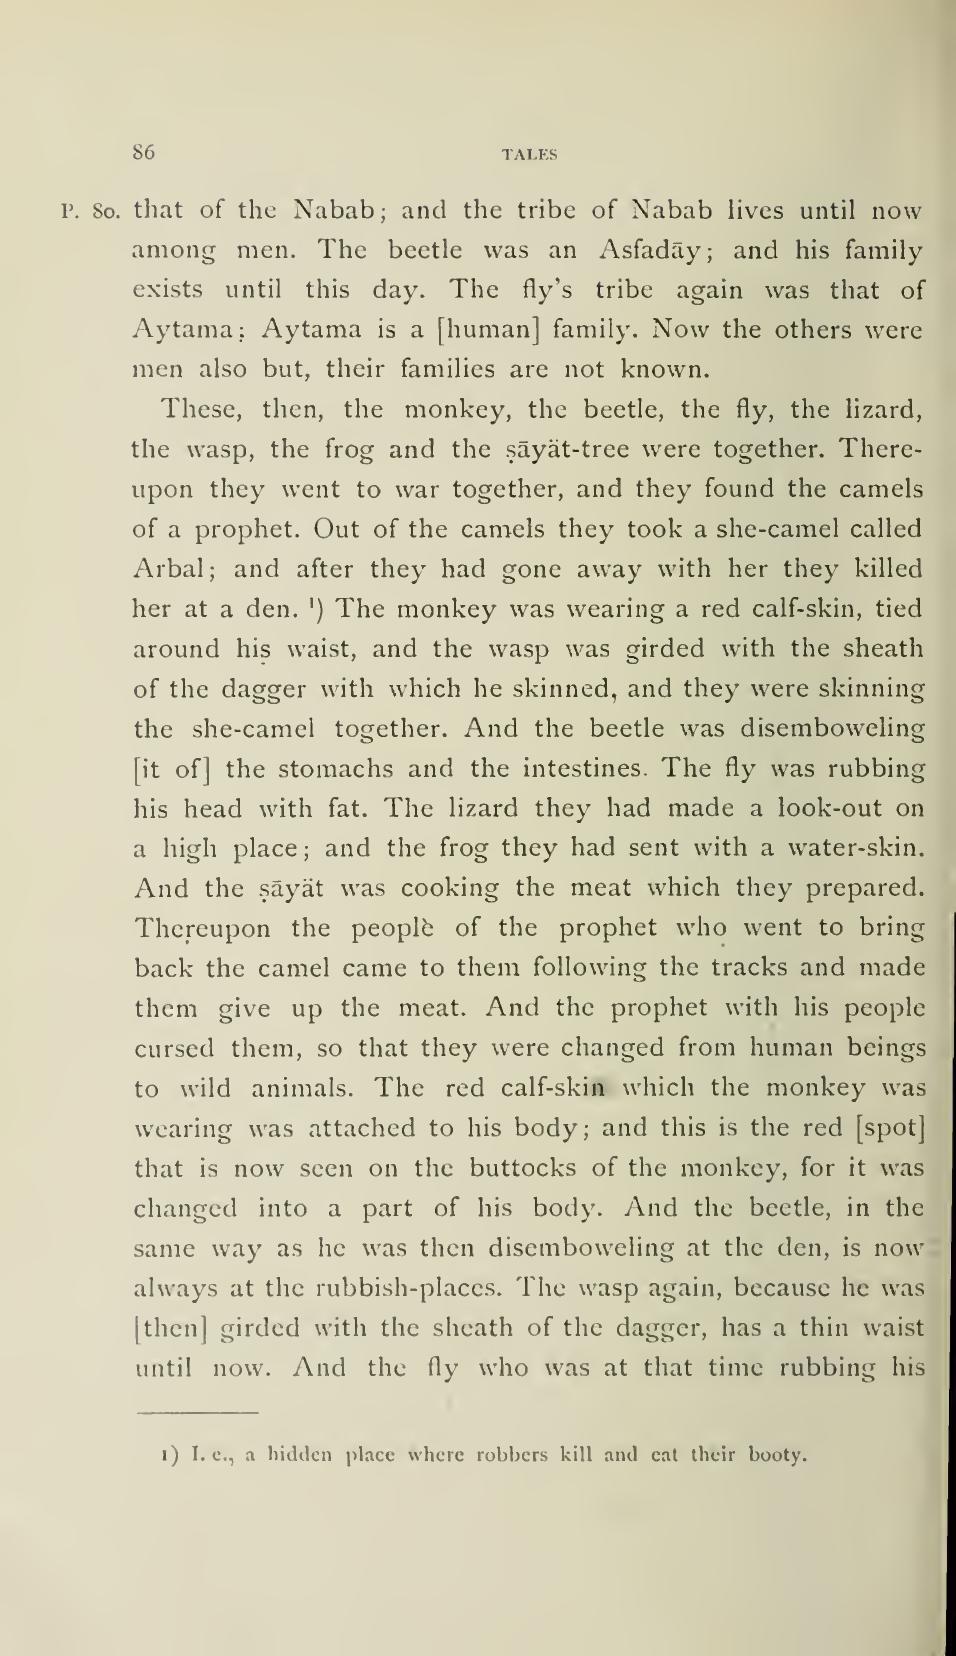 86 TALES
P. 80. that of the Nabab; and the tribe of Nabab lives until now
among men. The beetle was an Asfadāy; and his family
exists until this day. The fly's tribe again was that of
Aytama; Aytama is a [human] family. Now the others were
men also but, their families are not known.
These, then, the monkey, the beetle, the fly, the lizard,
the wasp, the frog and the ṣāyät-tree were together. There-
upon they went to war together, and they found the camels
of a prophet. Out of the camels they took a she-camel called
Arbal; and after they had gone away with her they killed
her at a den. ¹) The monkey was wearing a red calf-skin, tied
around his waist, and the wasp was girded with the sheath
of the dagger with which he skinned, and they were skinning
the she-camel together. And the beetle was disemboweling
[it of] the stomachs and the intestines. The fly was rubbing
his head with fat. The lizard they had made a look-out on
a high place; and the frog they had sent with a water-skin.
And the ṣāyät was cooking the meat which they prepared.
Thereupon the people of the prophet who went to bring
back the camel came to them following the tracks and made
them give up the meat. And the prophet with his people
cursed them, so that they were changed from human beings
to wild animals. The red calf-skin which the monkey was
wearing was attached to his body; and this is the red [spot]
that is now seen on the buttocks of the monkey, for it was
changed into a part of his body. And the beetle, in the
same way as he was then disemboweling at the den, is now
always at the rubbish-places. The wasp again, because he was
[then] girded with the sheath of the dagger, has a thin waist
until now. And the fly who was at that time rubbing his
1) I. e., a hidden place where robbers kill and eat their booty.